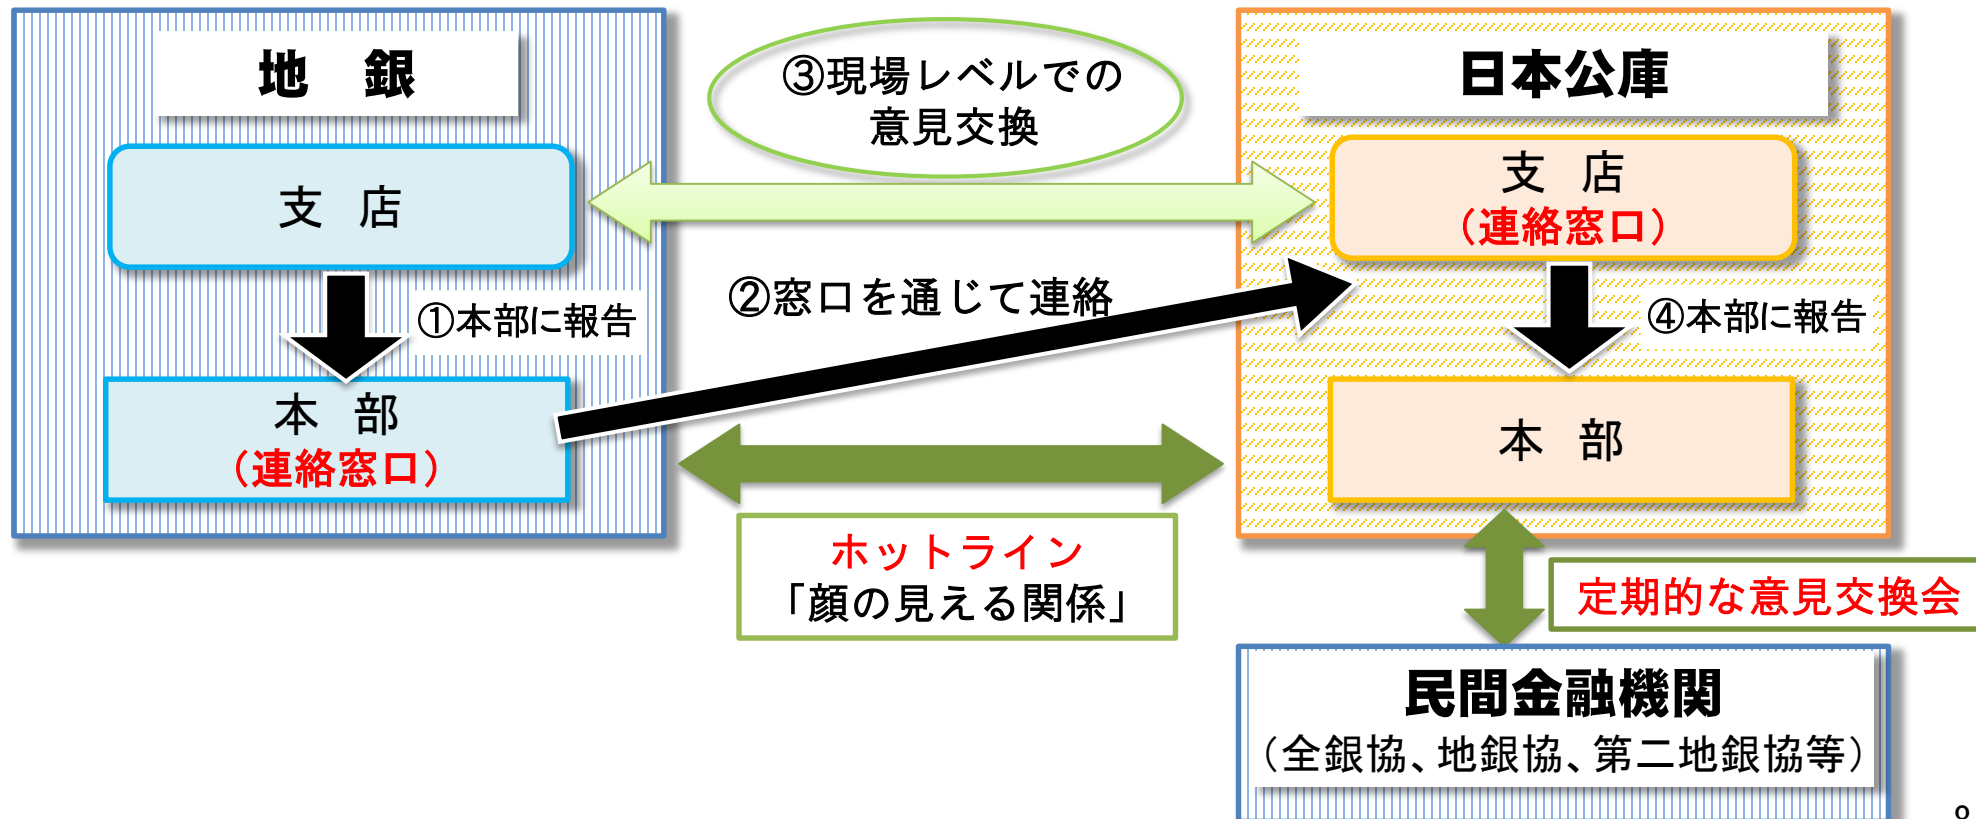 地 銀
支 店
①本部に報告
本 部
（連絡窓口）
③現場レベルでの
意見交換
②窓口を通じて連絡
ホットライン
「顔の見える関係」
日本公庫
支 店
（連絡窓口）
④本部に報告
本 部
定期的な意見交換会
民間金融機関
（全銀協、地銀協、第二地銀協等）